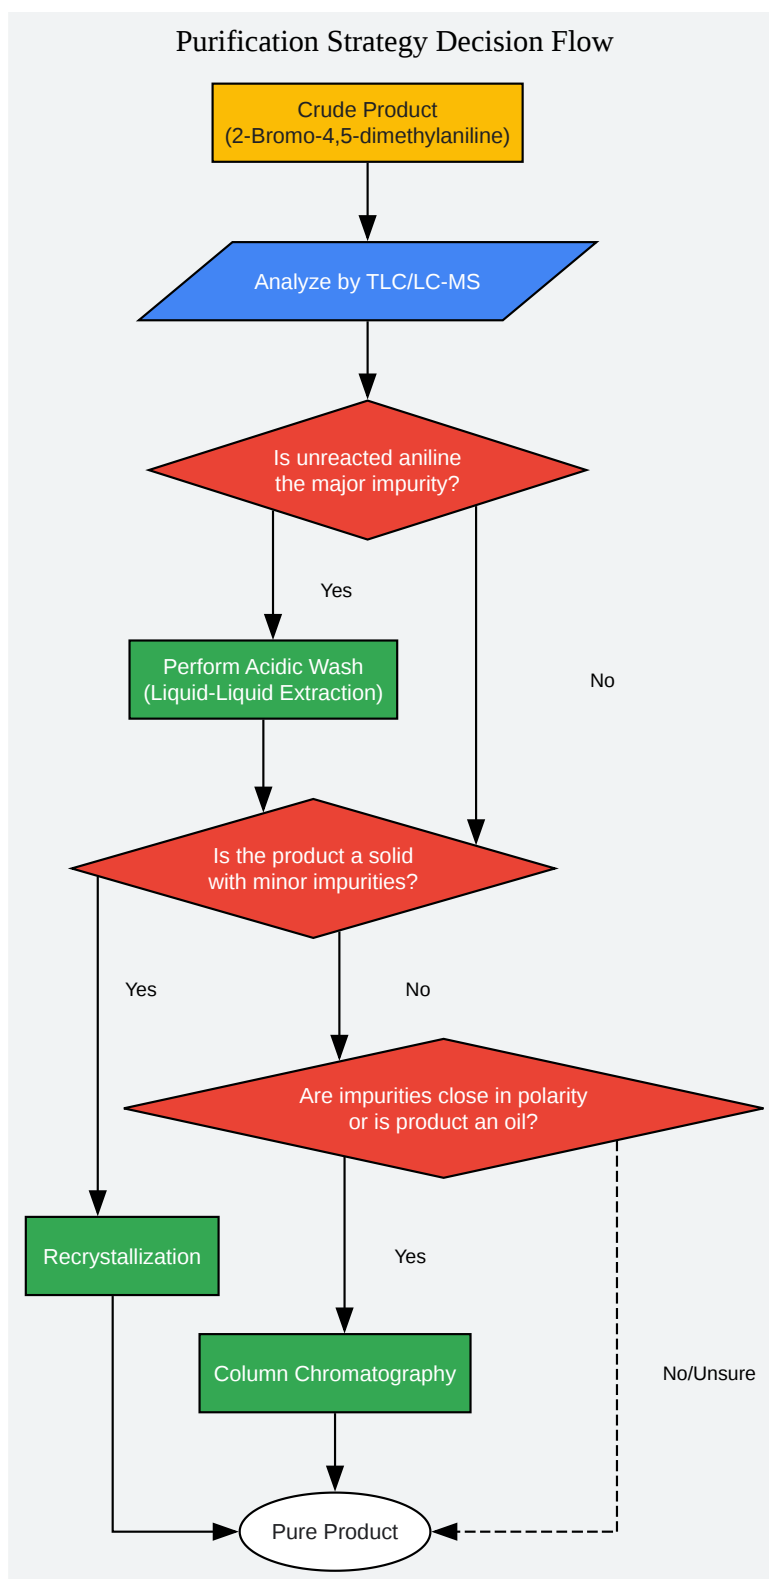 Purification Strategy Decision Flow
Crude Product
(2-Bromo-4,5-dimethylaniline)
Analyze by TLC/LC-MS
Is unreacted aniline
the major impurity?
Yes
Perform Acidic Wash
(Liquid-Liquid Extraction)
No
Is the product a solid
with minor impurities?
Yes
No
Are impurities close in polarity
or is product an oil?
Recrystallization
Yes
Column Chromatography
No/Unsure
Pure Product